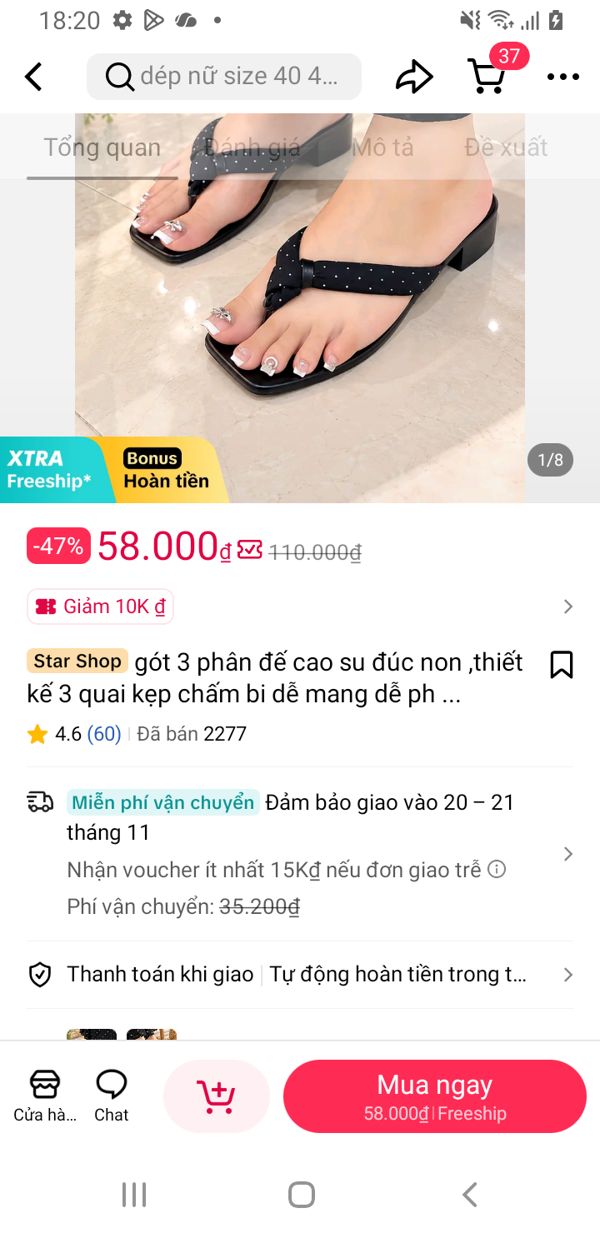 18:20
dép nữ size 40 4...
37
Tổng quan Đánh giá Mô tả Đề xuất
XTRA
Freeship*
Bonus
Hoàn tiền
1/8
-47% 58.000₫ 110.000₫
Giảm 10K ₫
Star Shop gót 3 phân đế cao su đúc non ,thiết
kế 3 quai kẹp chấm bi dễ mang dễ ph ...
4.6 (60) Đã bán 2277
Miễn phí vận chuyển Đảm bảo giao vào 20 – 21
tháng 11
Nhận voucher ít nhất 15K₫ nếu đơn giao trễ
Phí vận chuyển: 35.200₫
Thanh toán khi giao Tự động hoàn tiền trong t...
Cửa hà...
Chat
Mua ngay
58.000₫ Freeship